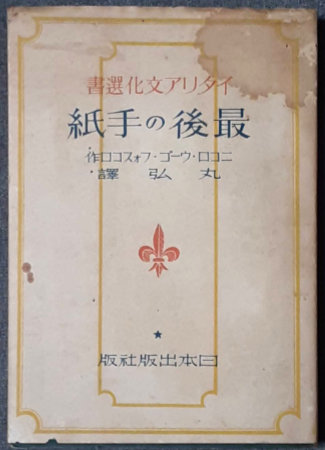 イタリア文化選書
最後の手紙
ニコロ・ウーゴ・フォスコロ作
丸弘譯
日本出版社版